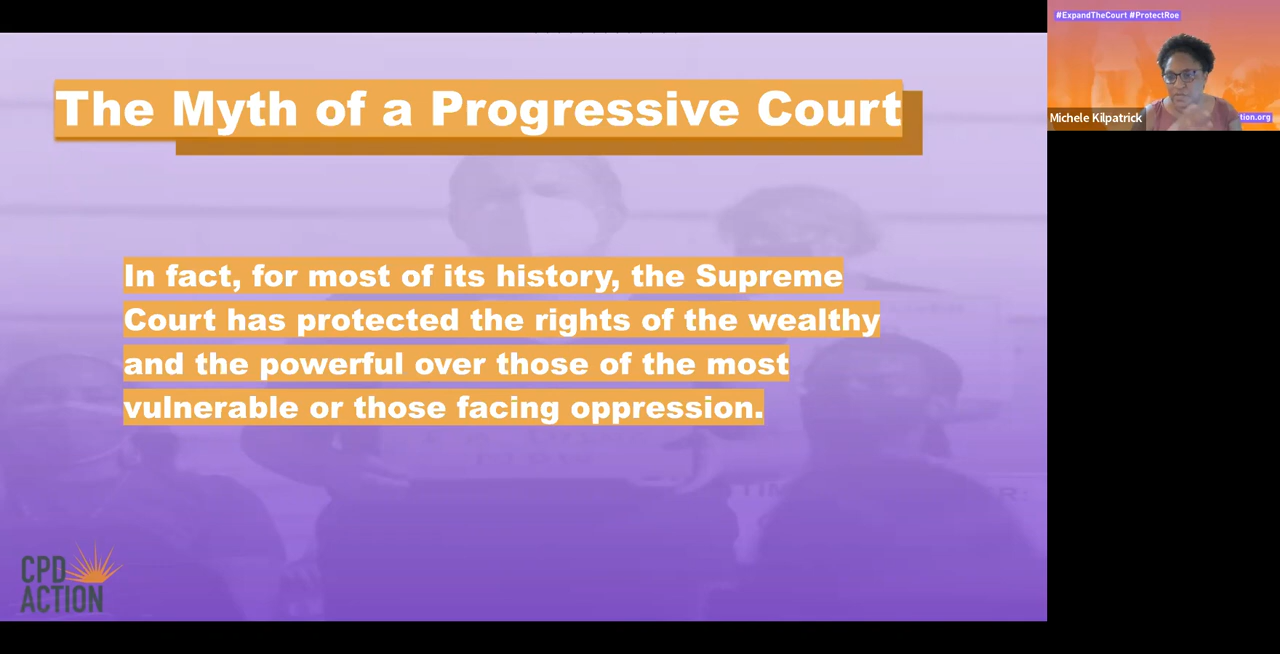 The Myth of a Progressive Court
In fact, for most of its history, the Supreme
Court has protected the rights of the wealthy
and the powerful over those of the most
vulnerable or those facing oppression.
CPD
ACTION
#ExpandTheCourt #ProtectRoe
Michele Kilpatrick
tion.org